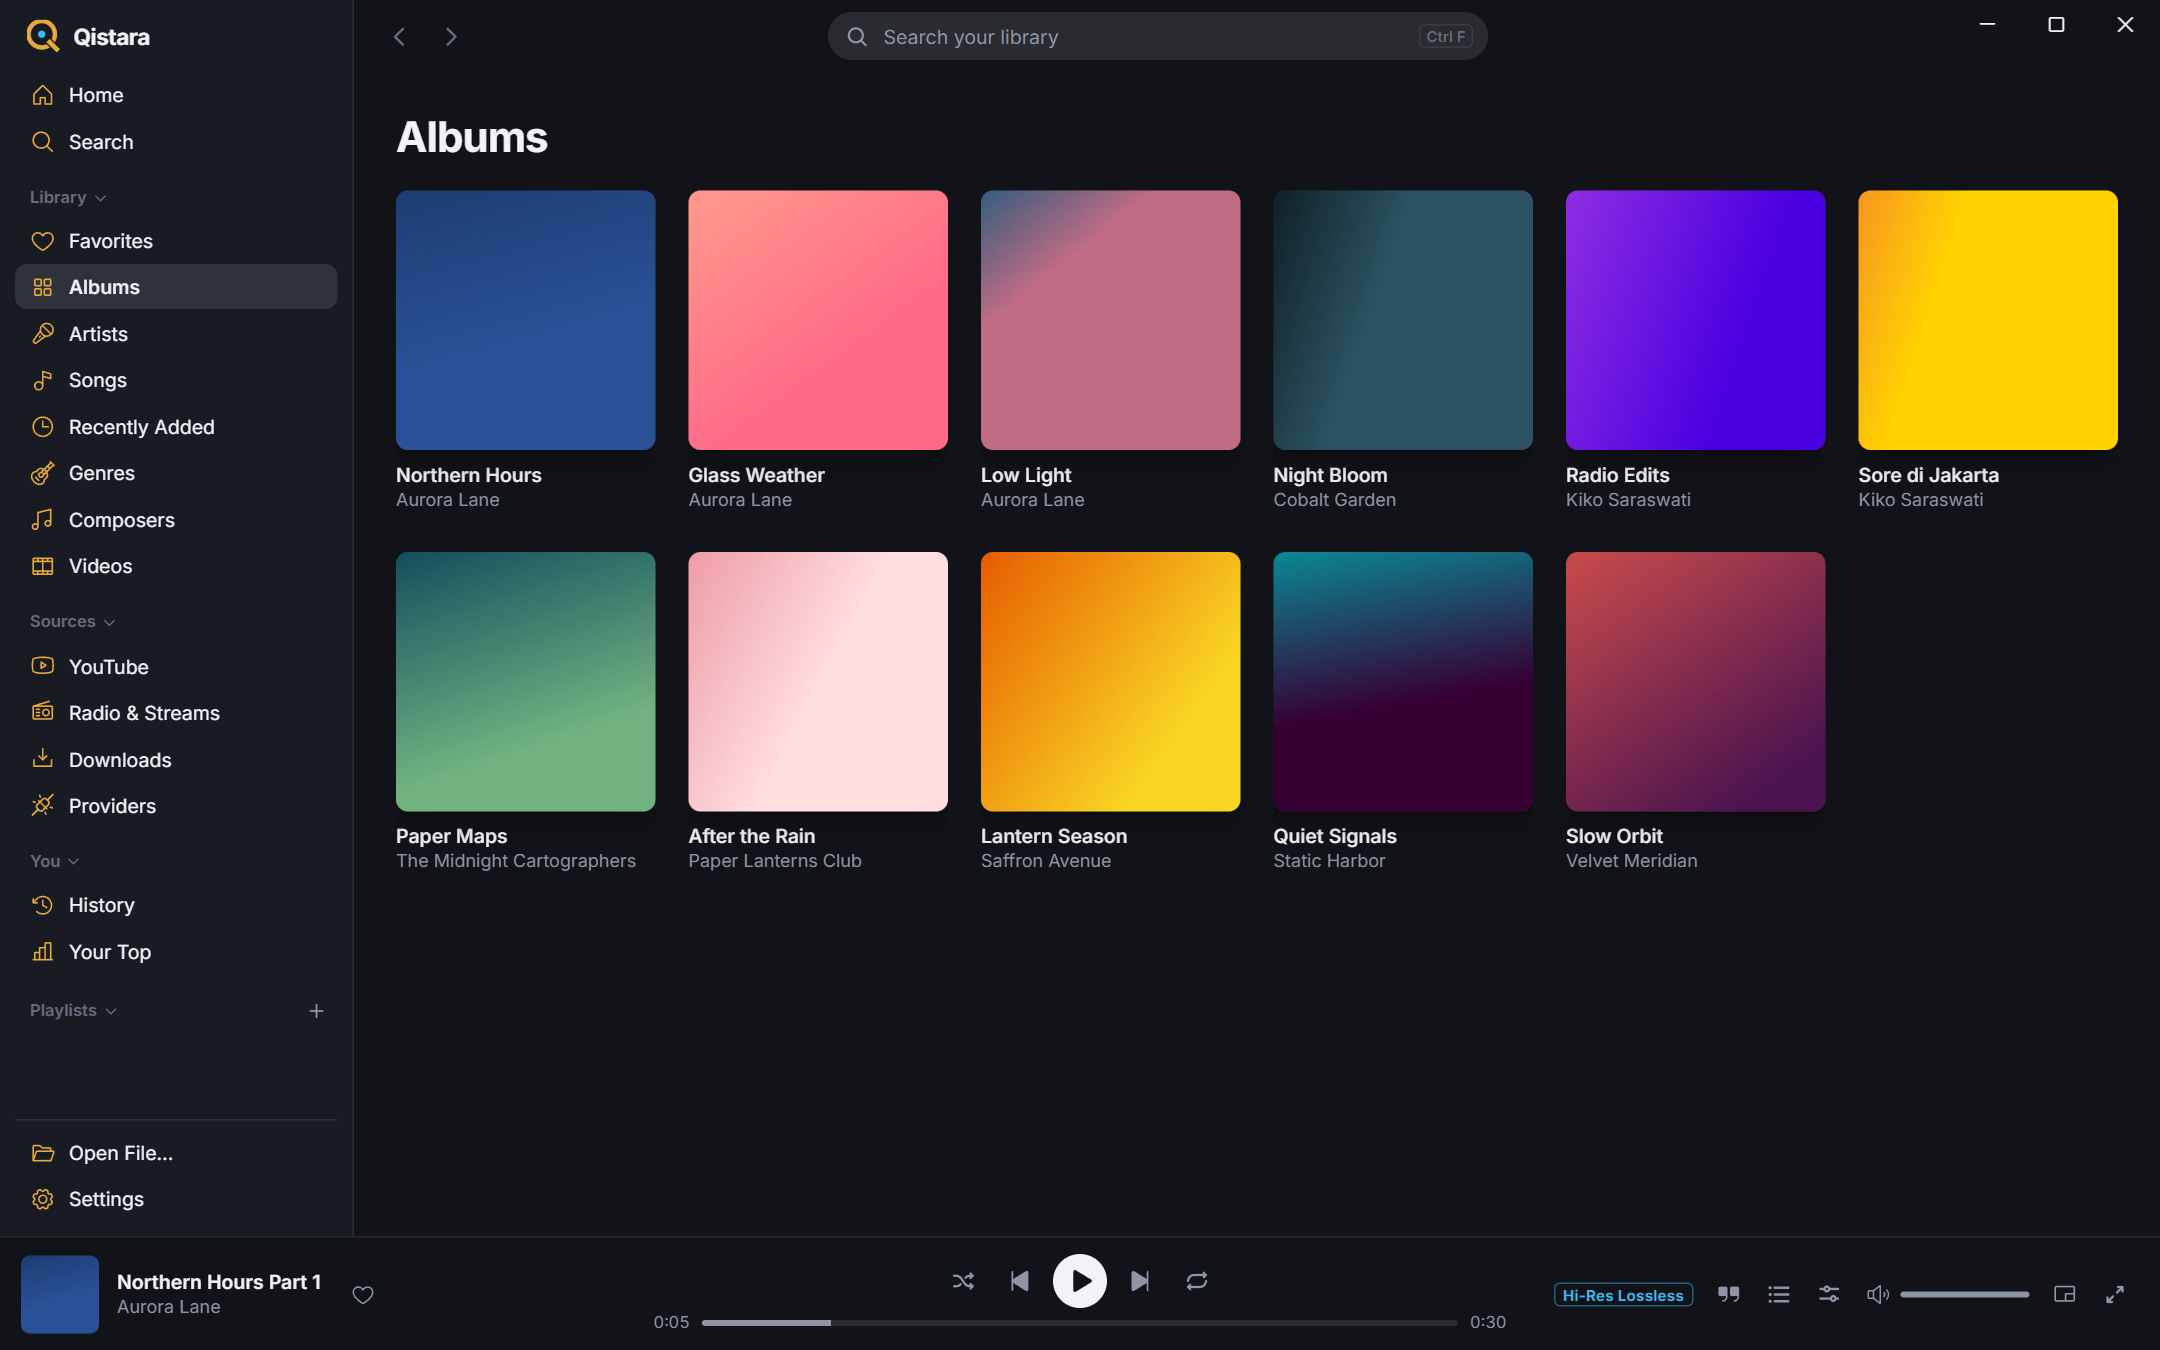 Qistara
Home
Search
Library
Favorites
Albums
Artists
Songs
Recently Added
Genres
Composers
Videos
Sources
YouTube
Radio & Streams
Downloads
Providers
You
History
Your Top
Playlists
Open File...
Settings
Search your library
Ctrl F
Albums
Northern Hours
Aurora Lane
Glass Weather
Aurora Lane
Low Light
Aurora Lane
Night Bloom
Cobalt Garden
Radio Edits
Kiko Saraswati
Sore di Jakarta
Kiko Saraswati
Paper Maps
The Midnight Cartographers
After the Rain
Paper Lanterns Club
Lantern Season
Saffron Avenue
Quiet Signals
Static Harbor
Slow Orbit
Velvet Meridian
Northern Hours Part 1
Aurora Lane
0:05
0:30
Hi-Res Lossless